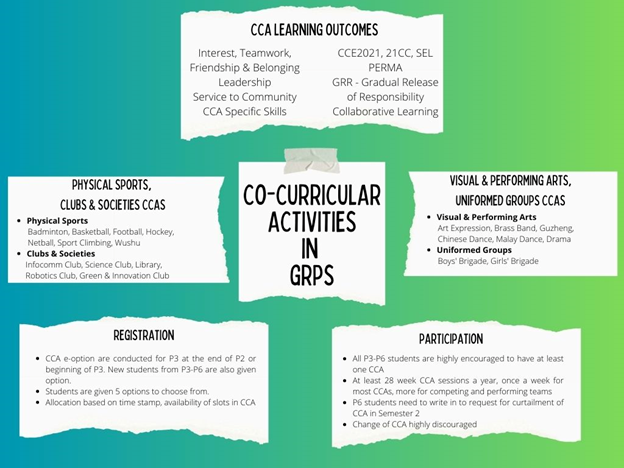 CCA LEARNING OUTCOMES
Interest, Teamwork,
Friendship & Belonging
Leadership
Service to Community
CCA Specific Skills
CCE2021, 21CC, SEL
PERMA
GRR - Gradual Release
of Responsibility
Collaborative Learning
PHYSICAL SPORTS,
CLUBS & SOCIETIES CCAS
• Physical Sports
Badminton, Basketball, Football, Hockey,
Netball, Sport Climbing, Wushu
• Clubs & Societies
Infocomm Club, Science Club, Library,
Robotics Club, Green & Innovation Club
CO-CURRICULAR
ACTIVITIES
IN
GRPS
VISUAL & PERFORMING ARTS,
UNIFORMED GROUPS CCAS
• Visual & Performing Arts
Art Expression, Brass Band, Guzheng,
Chinese Dance, Malay Dance, Drama
• Uniformed Groups
Boys' Brigade, Girls' Brigade
REGISTRATION
• CCA e-option are conducted for P3 at the end of P2 or
beginning of P3. New students from P3-P6 are also given
option.
• Students are given 5 options to choose from.
• Allocation based on time stamp, availability of slots in CCA
PARTICIPATION
• All P3-P6 students are highly encouraged to have at least
one CCA
• At least 28 week CCA sessions a year, once a week for
most CCAs, more for competing and performing teams
• P6 students need to write in to request for curtailment of
CCA in Semester 2
• Change of CCA highly discouraged